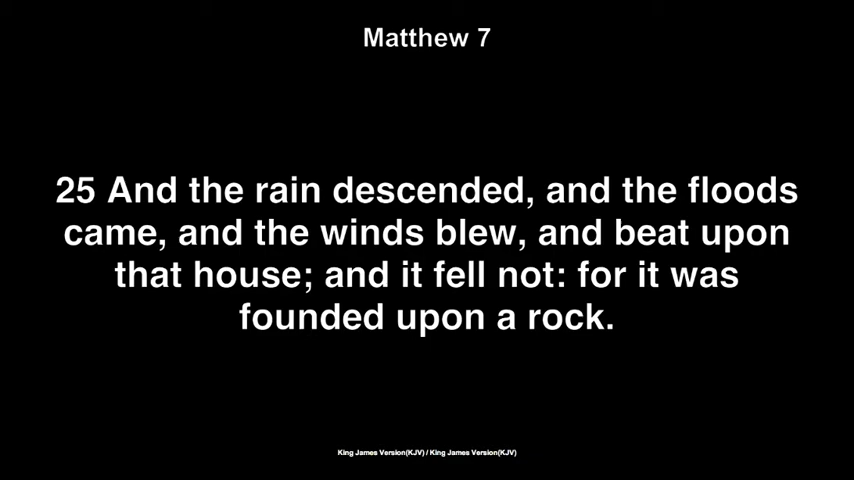 Matthew 7
25 And the rain descended, and the floods
came, and the winds blew, and beat upon
that house; and it fell not: for it was
founded upon a rock.
King James Version(KJV) / King James Version(KJV)